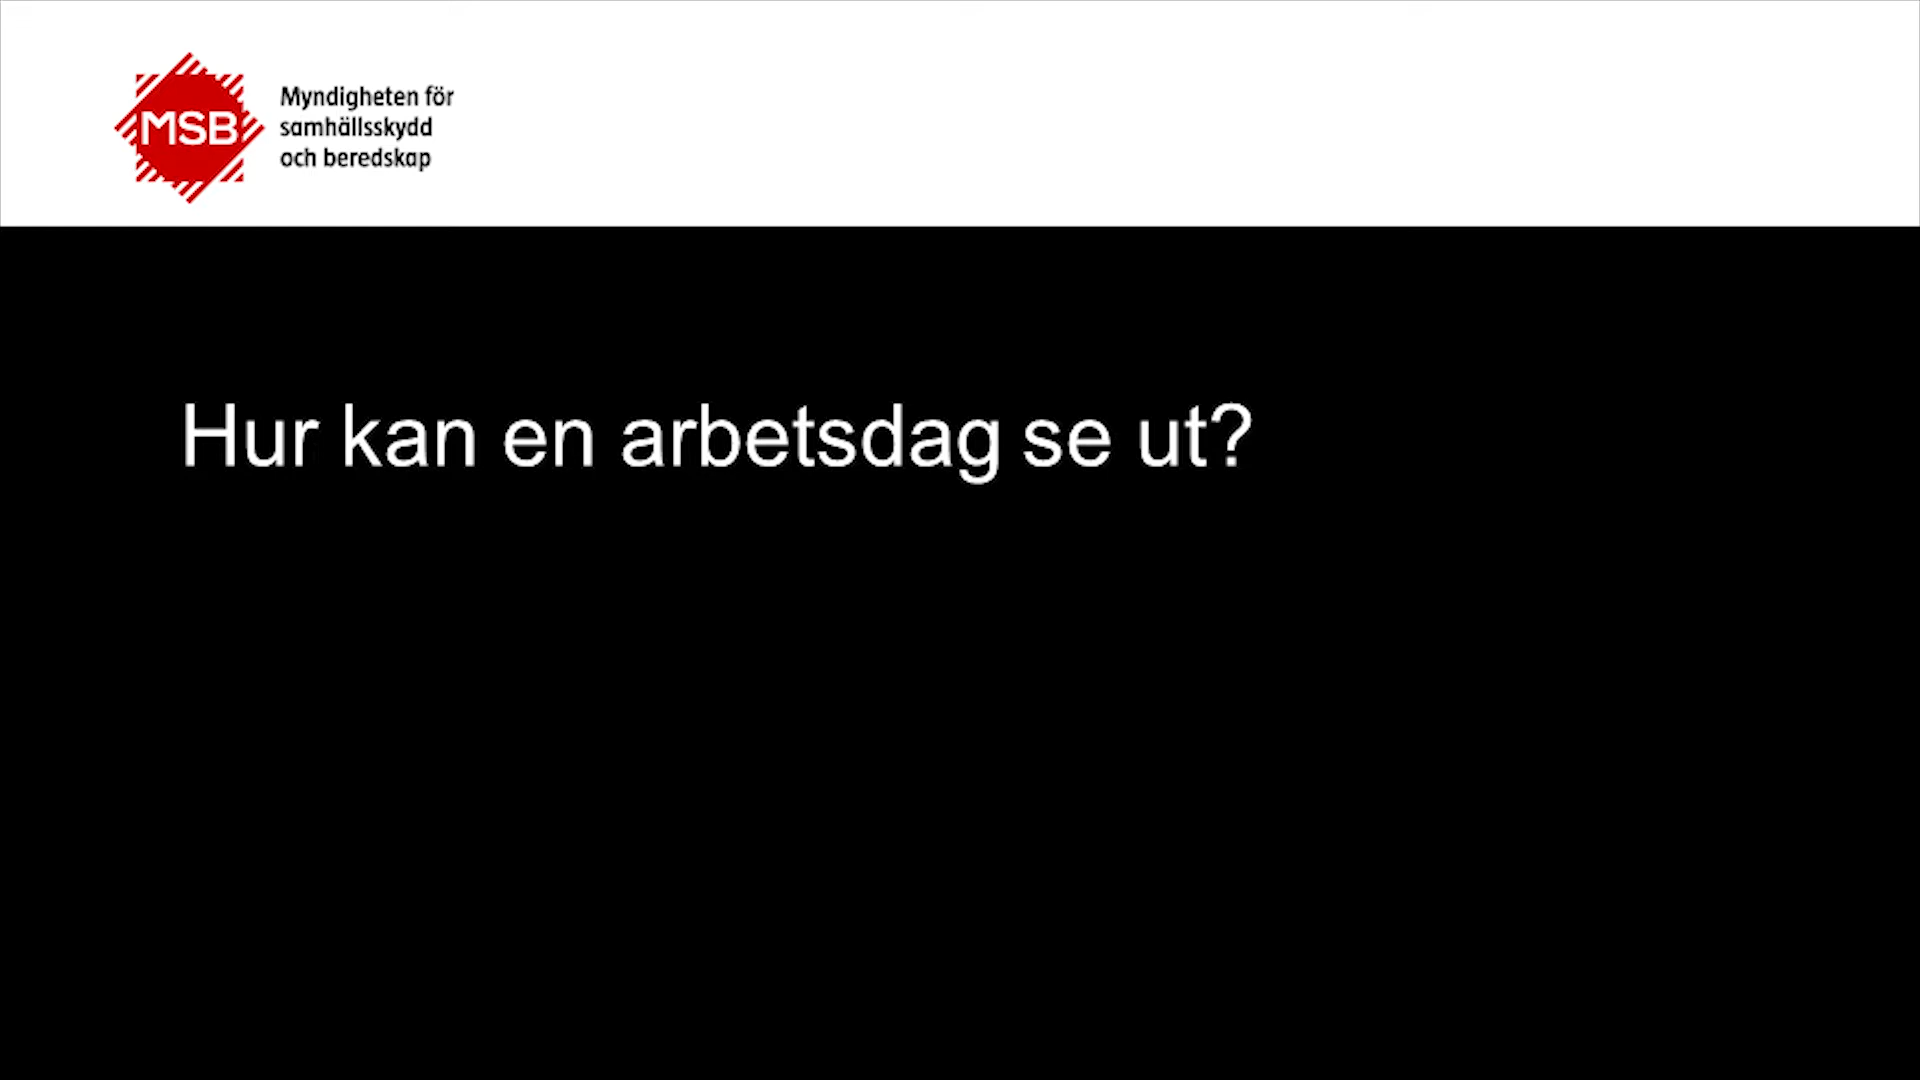 MSB
Myndigheten för
samhällsskydd
och beredskap
Hur kan en arbetsdag se ut?